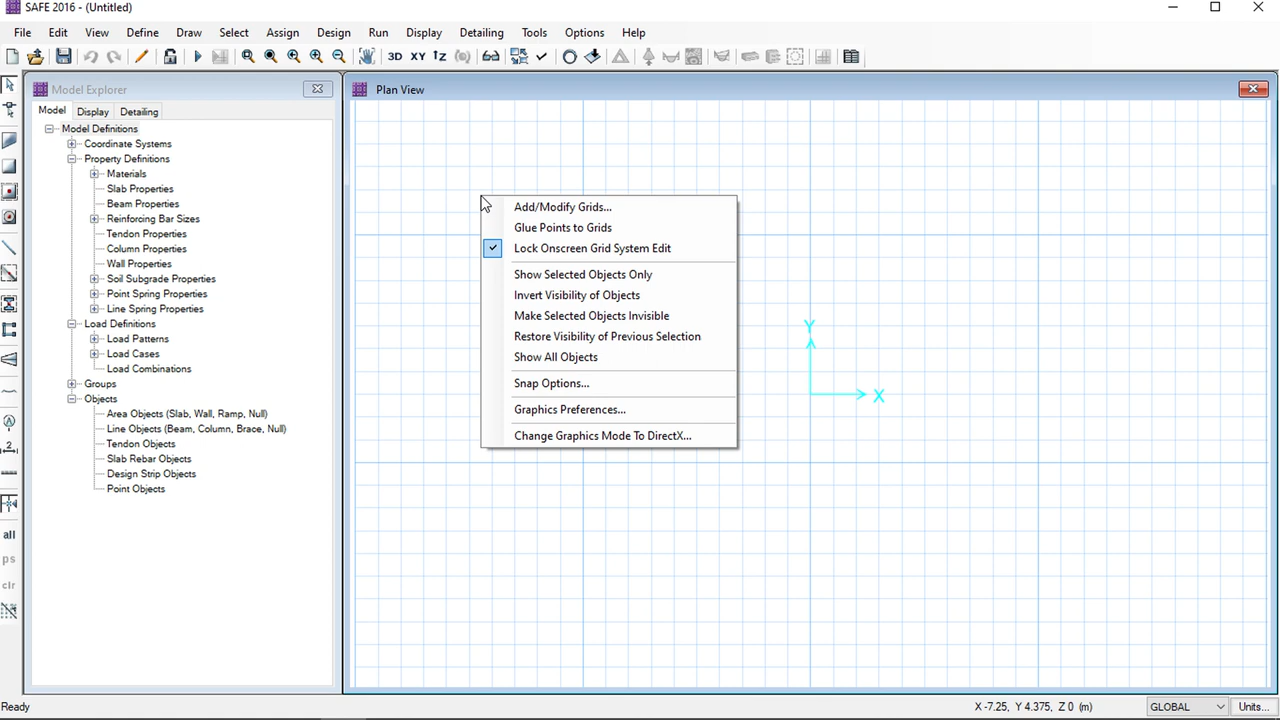 SAFE 2016 - (Untitled)
File Edit View Define Draw Select Assign Design Run Display Detailing Tools Options Help
3D XY
Model Explorer
Model Display Detailing
Model Definitions
Coordinate Systems
Property Definitions
Materials
Slab Properties
Beam Properties
Reinforcing Bar Sizes
Tendon Properties
Column Properties
Wall Properties
Soil Subgrade Properties
Point Spring Properties
Line Spring Properties
Load Definitions
Load Patterns
Load Cases
Load Combinations
Groups
Objects
Area Objects (Slab, Wall, Ramp, Null)
Line Objects (Beam, Column, Brace, Null)
Tendon Objects
Slab Rebar Objects
Design Strip Objects
Point Objects
all
ps
clr
Plan View
Add/Modify Grids...
Glue Points to Grids
Lock Onscreen Grid System Edit
Show Selected Objects Only
Invert Visibility of Objects
Make Selected Objects Invisible
Restore Visibility of Previous Selection
Show All Objects
Snap Options...
Graphics Preferences...
Change Graphics Mode To DirectX...
Y
X
Ready
X -7.25, Y 4.375, Z 0 (m)
GLOBAL
Units...